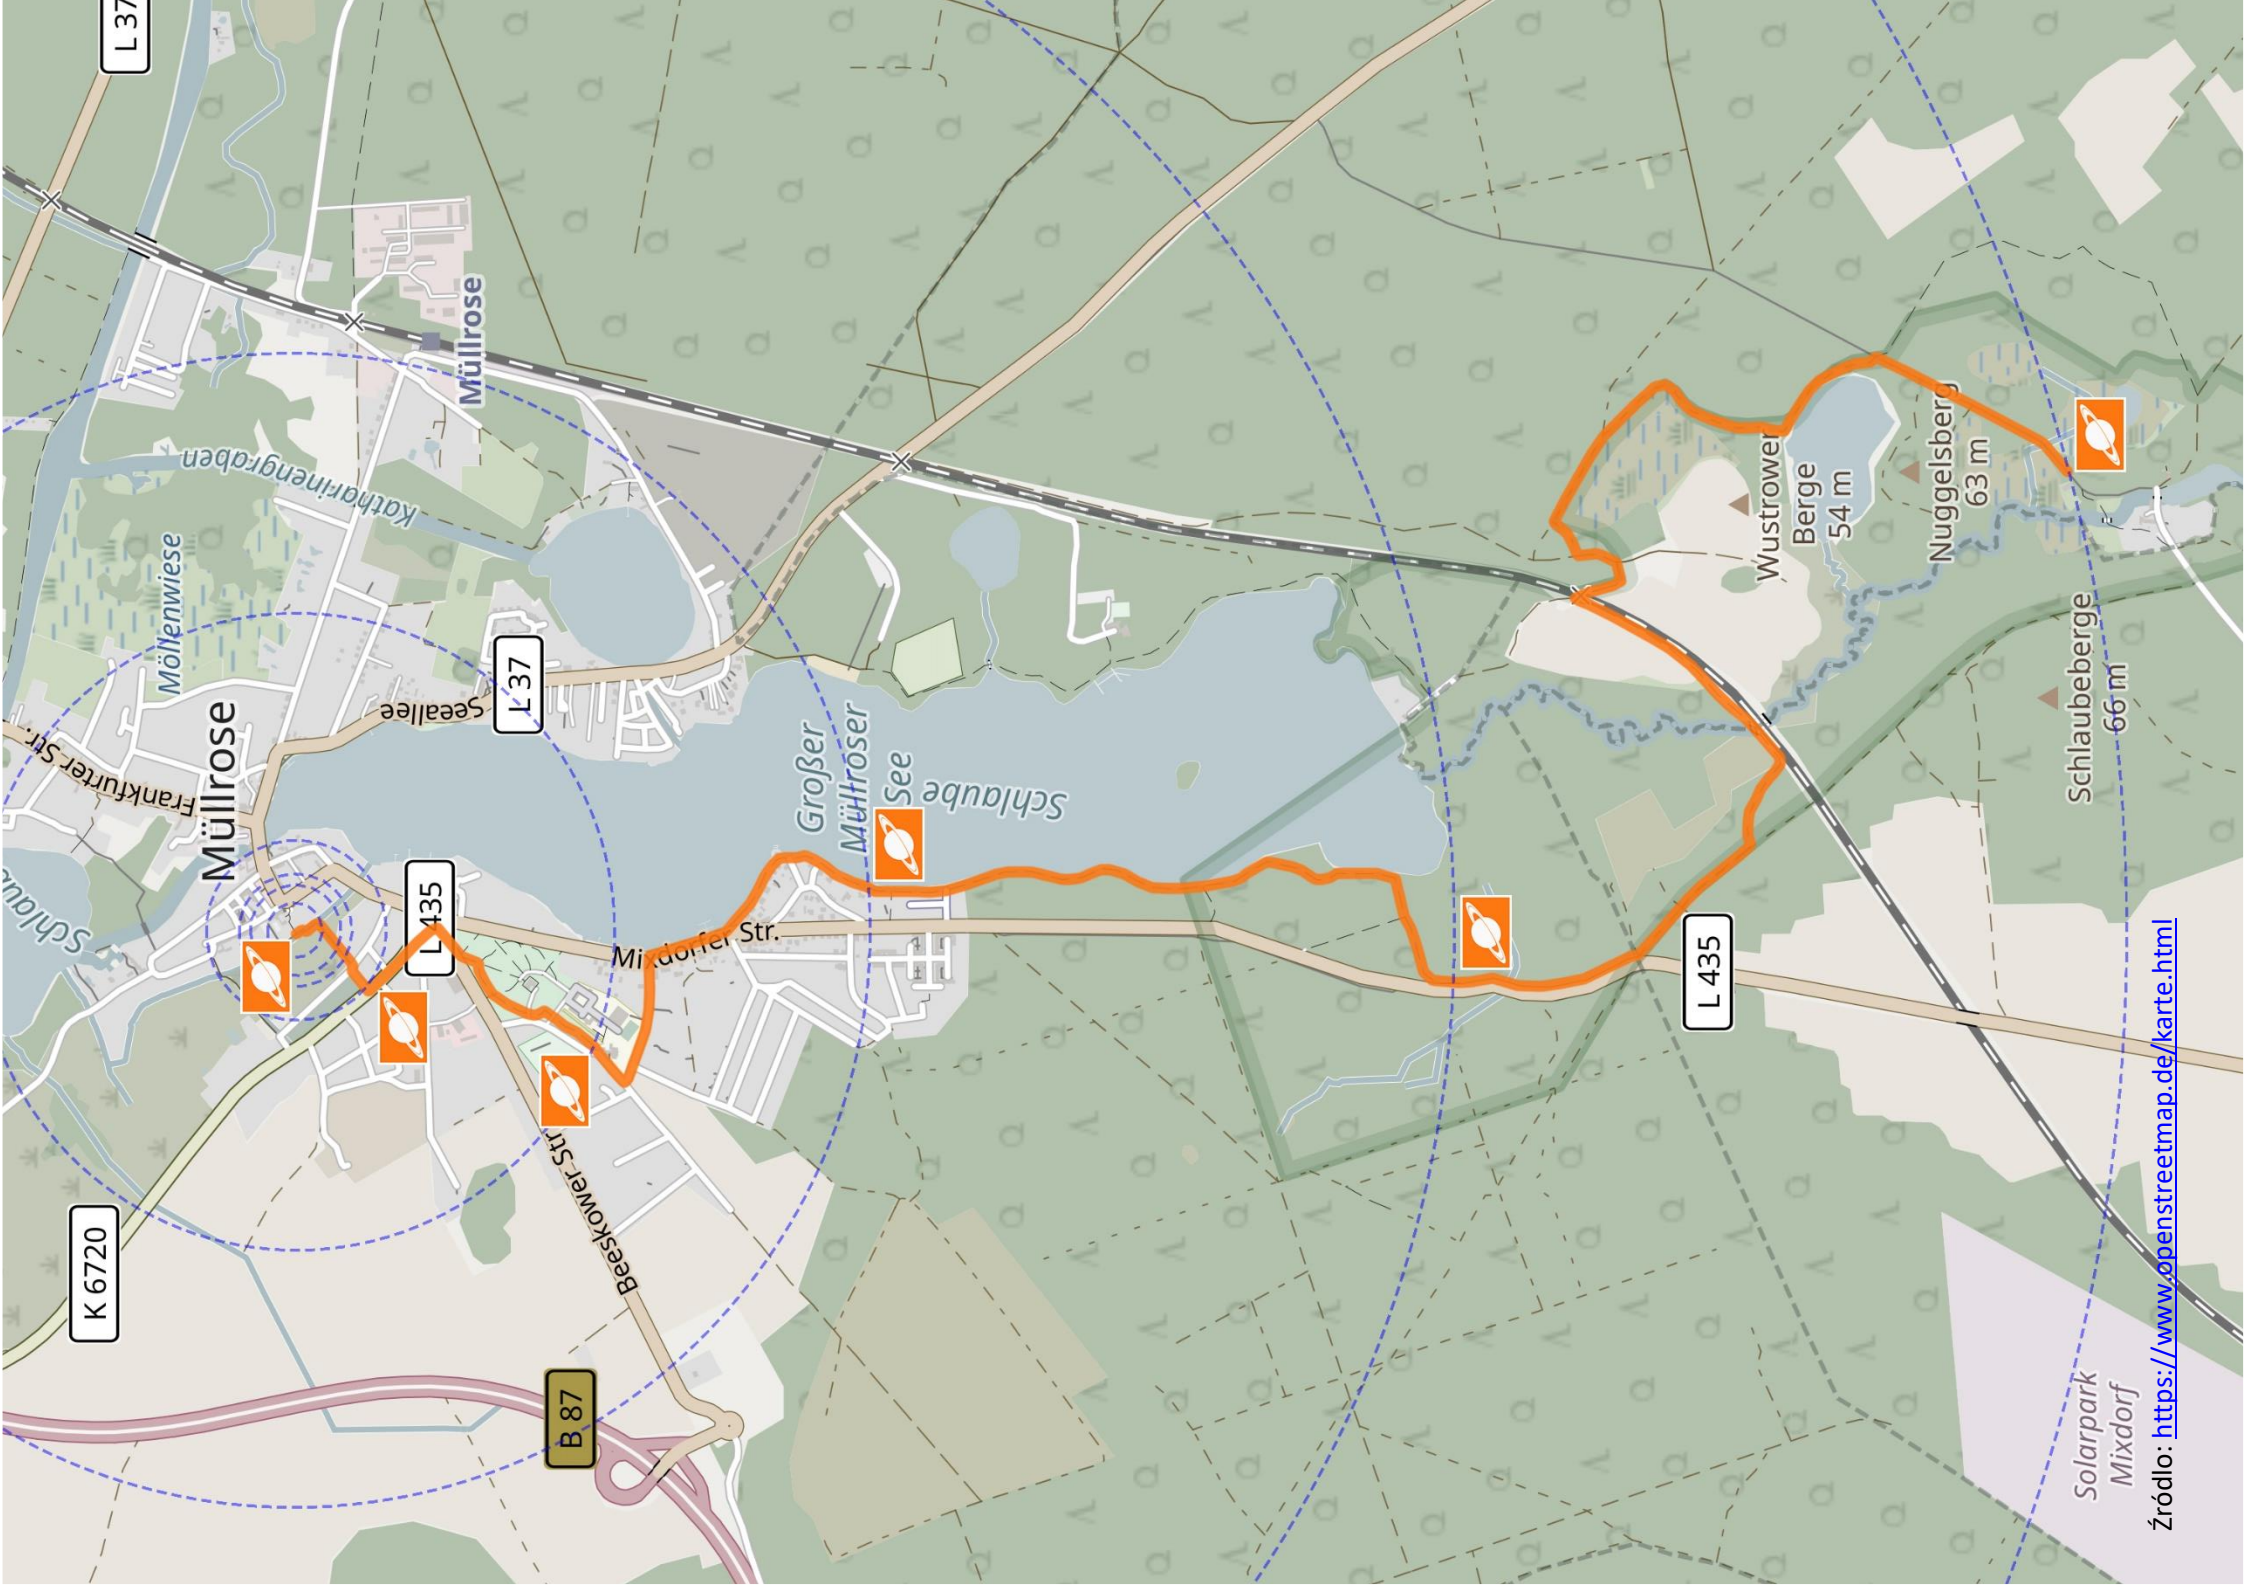 L 37
Frankfurter Str.
Schlaub
Müllrose
Möllenwiese
Katharinengraben
Müllrose
Seeallee
L 37
L 435
K 6720
Mixdorfer Str.
Beeskower Str.
B 87
Großer
Müllroser
See
Schlaube
L 435
Wustrower
Berge
54 m
Nuggelsberg
63 m
Schlaubeberge
66 m
Solarpark
Mixdorf
Źródło: https://www.openstreetmap.de/karte.html